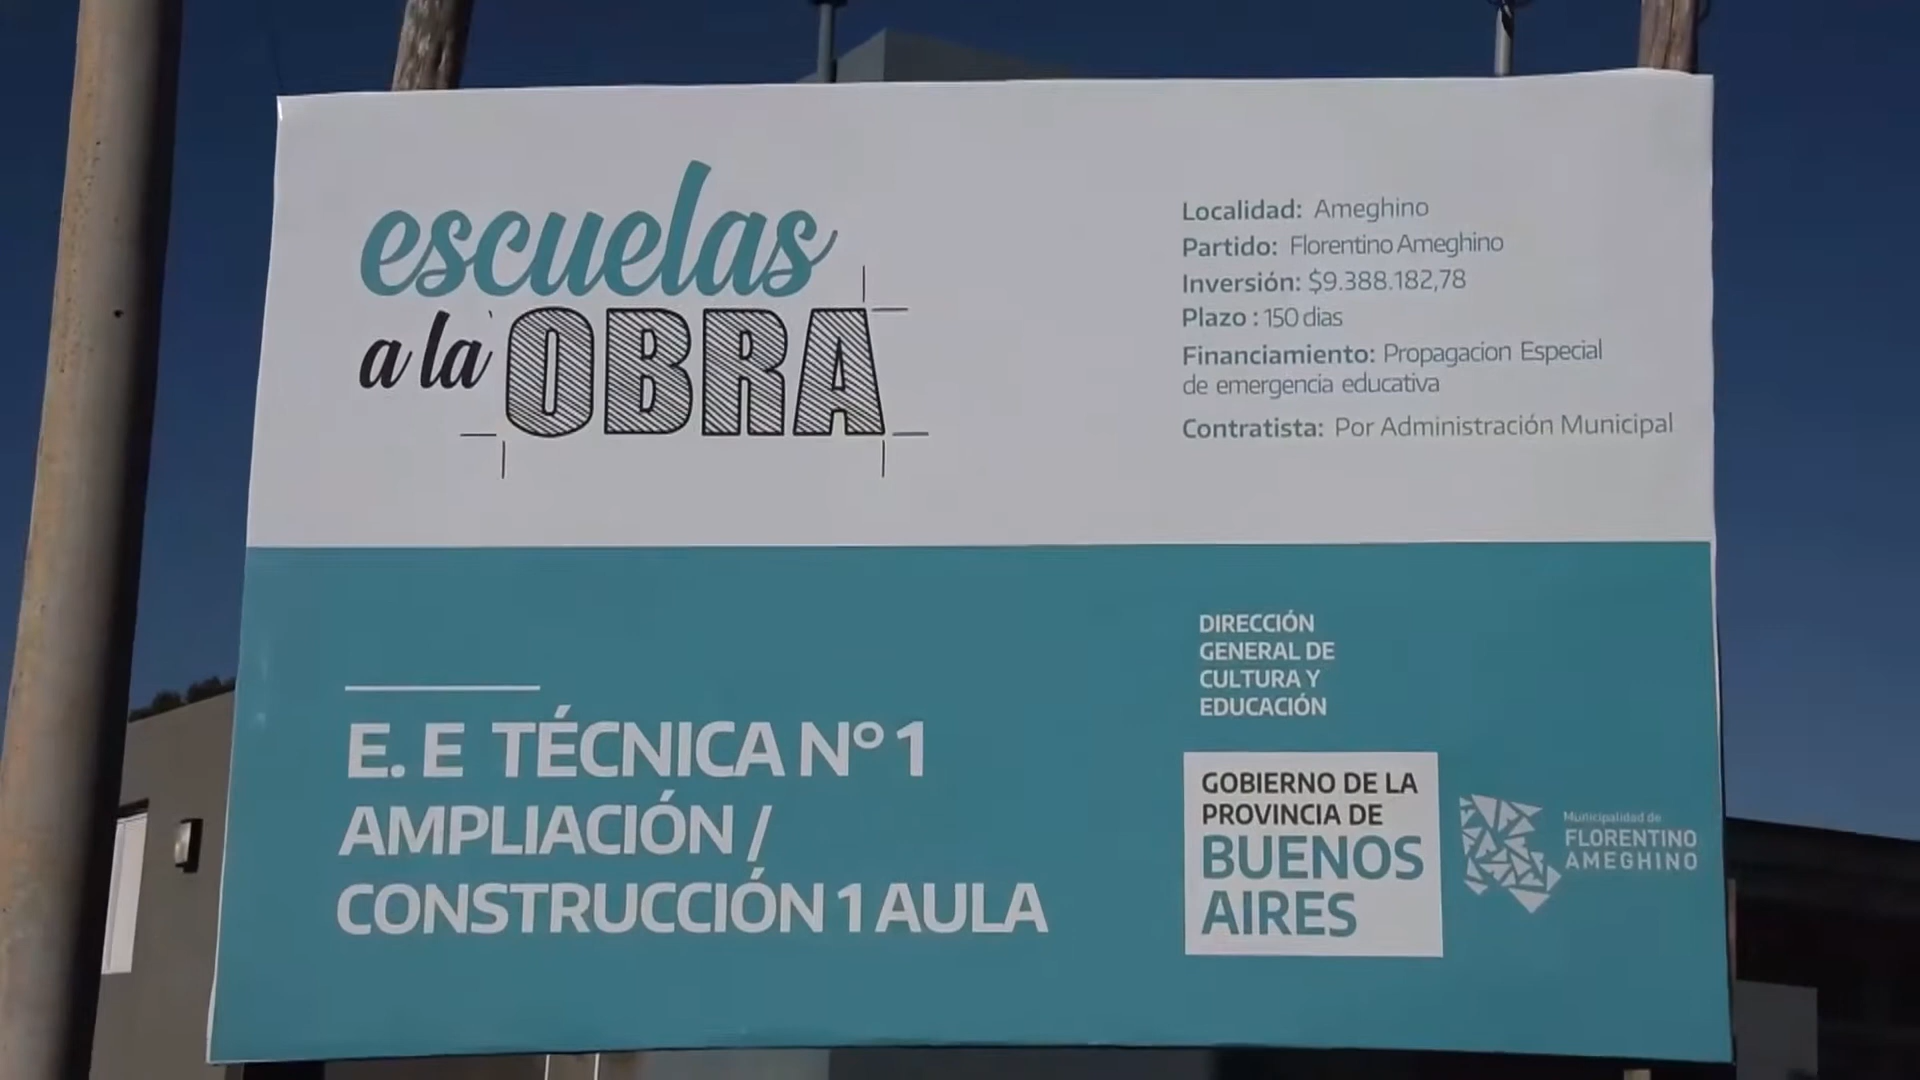 escuelas
a la OBRA
Localidad: Ameghino
Partido: Florentino Ameghino
Inversión: $9.388.182,78
Plazo : 150 dias
Financiamiento: Propagacion Especial
de emergencia educativa
Contratista: Por Administración Municipal
E. E TÉCNICA Nº 1
AMPLIACIÓN /
CONSTRUCCIÓN 1 AULA
DIRECCIÓN
GENERAL DE
CULTURA Y
EDUCACIÓN
GOBIERNO DE LA
PROVINCIA DE
BUENOS
AIRES
Municipalidad de
FLORENTINO
AMEGHINO